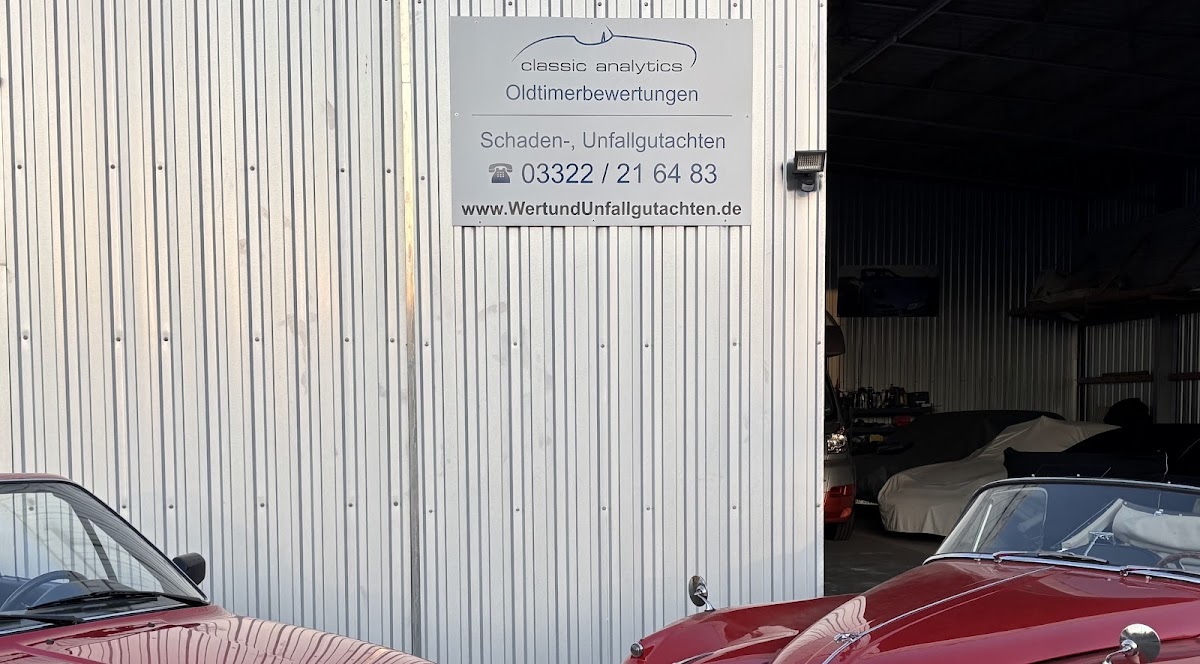 classic analytics
Oldtimerbewertungen
Schaden-, Unfallgutachten
☎ 03322 / 21 64 83
www.WertundUnfallgutachten.de